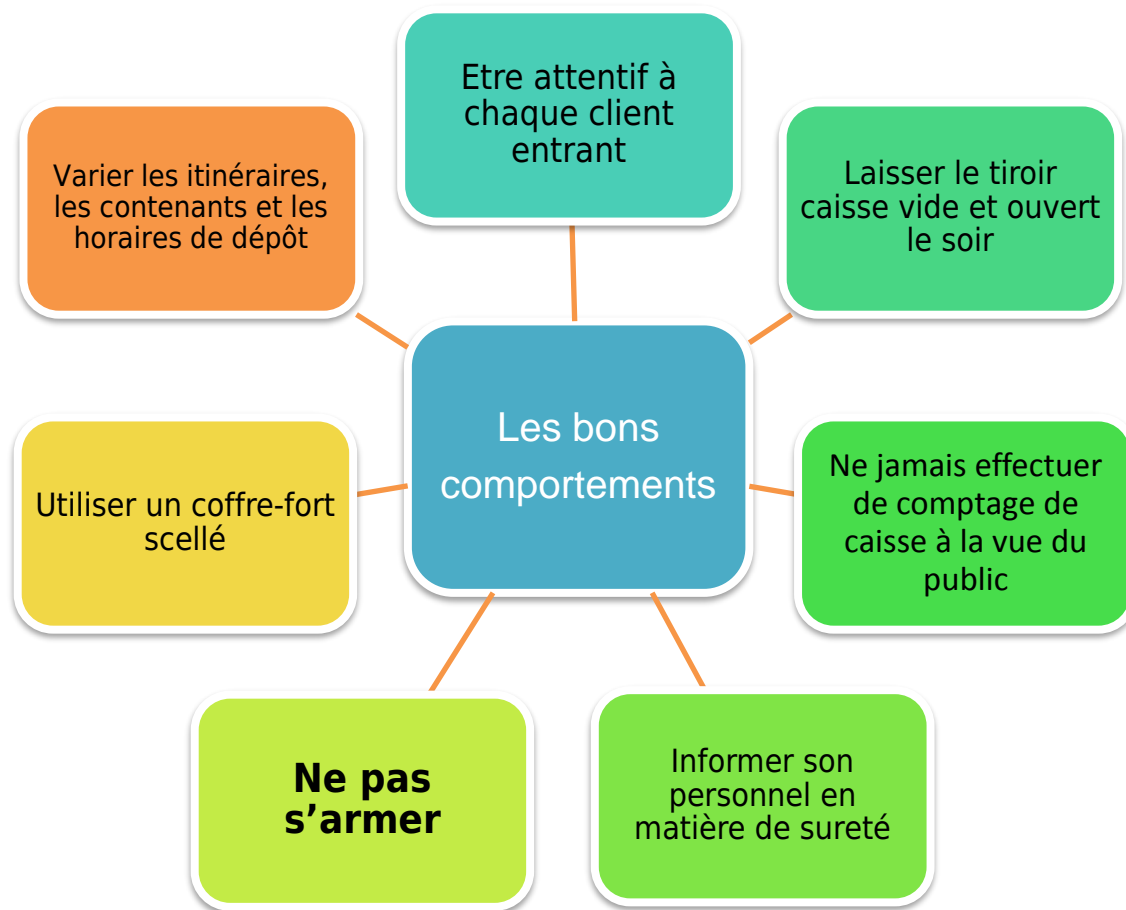 Etre attentif à
chaque client
entrant
Varier les itinéraires,
les contenants et les
horaires de dépôt
Laisser le tiroir
caisse vide et ouvert
le soir
Les bons
comportements
Utiliser un coffre-fort
scellé
Ne jamais effectuer
de comptage de
caisse à la vue du
public
Ne pas
s’armer
Informer son
personnel en
matière de sureté